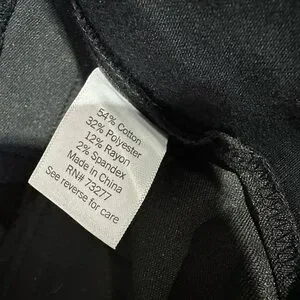 54% Cotton
32% Polyester
12% Rayon
2% Spandex
Made in China
RN# 73277
See reverse for care